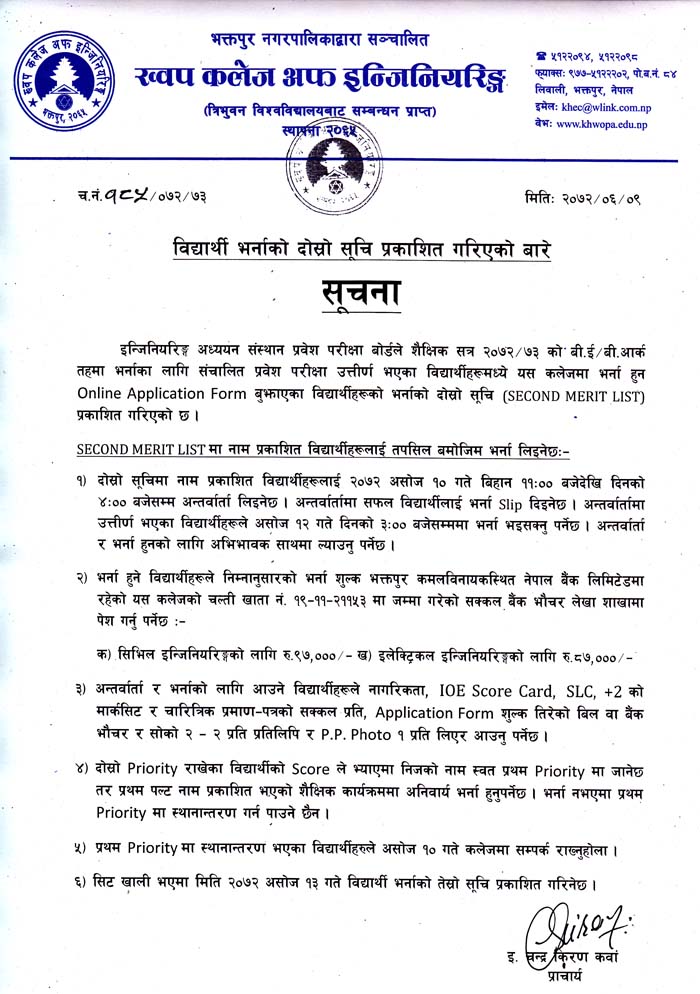 भक्तपुर नगरपालिकाद्वारा सञ्चालित
ख्वप कलेज अफ इन्जिनियरिङ्ग
(त्रिभुवन विश्वविद्यालयबाट सम्बन्धन प्राप्त)
स्थापना २०६५
☎ ५१२२०९४, ५१२२०९८
फ्याक्सः ९७७-५१२२२०२, पो.ब.नं. ८४
लिवाली, भक्तपुर, नेपाल
इमेलः khec@wlink.com.np
वेभः www.khwopa.edu.np
ख्वप कलेज अफ इन्जिनियरिङ्ग
भक्तपुर, २०६५
च.नं. १८५/०७२/७३
मितिः २०७२/०६/०९
विद्यार्थी भर्नाको दोस्रो सूचि प्रकाशित गरिएको बारे
सूचना
इन्जिनियरिङ्ग अध्ययन संस्थान प्रवेश परीक्षा बोर्डले शैक्षिक सत्र २०७२/७३ को बी.ई/बी.आर्क
तहमा भर्नाका लागि संचालित प्रवेश परीक्षा उत्तीर्ण भएका विद्यार्थीहरूमध्ये यस कलेजमा भर्ना हुन
Online Application Form बुझाएका विद्यार्थीहरूको भर्नाको दोस्रो सूचि (SECOND MERIT LIST)
प्रकाशित गरिएको छ ।
SECOND MERIT LIST मा नाम प्रकाशित विद्यार्थीहरूलाई तपसिल बमोजिम भर्ना लिइनेछः-
१) दोस्रो सूचिमा नाम प्रकाशित विद्यार्थीहरूलाई २०७२ असोज १० गते बिहान ११:०० बजेदेखि दिनको
४:०० बजेसम्म अन्तर्वार्ता लिइनेछ । अन्तर्वार्तामा सफल विद्यार्थीलाई भर्ना Slip दिइनेछ । अन्तर्वार्तामा
उत्तीर्ण भएका विद्यार्थीहरूले असोज १२ गते दिनको ३:०० बजेसम्ममा भर्ना भइसक्नु पर्नेछ । अन्तर्वार्ता
र भर्ना हुनको लागि अभिभावक साथमा ल्याउनु पर्नेछ ।
२) भर्ना हुने विद्यार्थीहरूले निम्नानुसारको भर्ना शुल्क भक्तपुर कमलविनायकस्थित नेपाल बैंक लिमिटेडमा
रहेको यस कलेजको चल्ती खाता नं. १९-११-२११५३ मा जम्मा गरेको सक्कल बैंक भौचर लेखा शाखामा
पेश गर्नु पर्नेछ :-
क) सिभिल इन्जिनियरिङ्गको लागि रु.९७,०००/- ख) इलेक्ट्रिकल इन्जिनियरिङ्गको लागि रु.८७,०००/-
३) अन्तर्वार्ता र भर्नाको लागि आउने विद्यार्थीहरूले नागरिकता, IOE Score Card, SLC, +2 को
मार्कसिट र चारित्रिक प्रमाण-पत्रको सक्कल प्रति, Application Form शुल्क तिरेको बिल वा बैंक
भौचर र सोको २ - २ प्रति प्रतिलिपि र P.P. Photo १ प्रति लिएर आउनु पर्नेछ ।
४) दोस्रो Priority राखेका विद्यार्थीको Score ले भ्याएमा निजको नाम स्वत प्रथम Priority मा जानेछ
तर प्रथम पल्ट नाम प्रकाशित भएको शैक्षिक कार्यक्रममा अनिवार्य भर्ना हुनुपर्नेछ । भर्ना नभएमा प्रथम
Priority मा स्थानान्तरण गर्न पाउने छैन ।
५) प्रथम Priority मा स्थानान्तरण भएका विद्यार्थीहरुले असोज १० गते कलेजमा सम्पर्क राख्नुहोला ।
६) सिट खाली भएमा मिति २०७२ असोज १३ गते विद्यार्थी भर्नाको तेस्रो सूचि प्रकाशित गरिनेछ ।
इ. चन्द्र किरण कवां
प्राचार्य